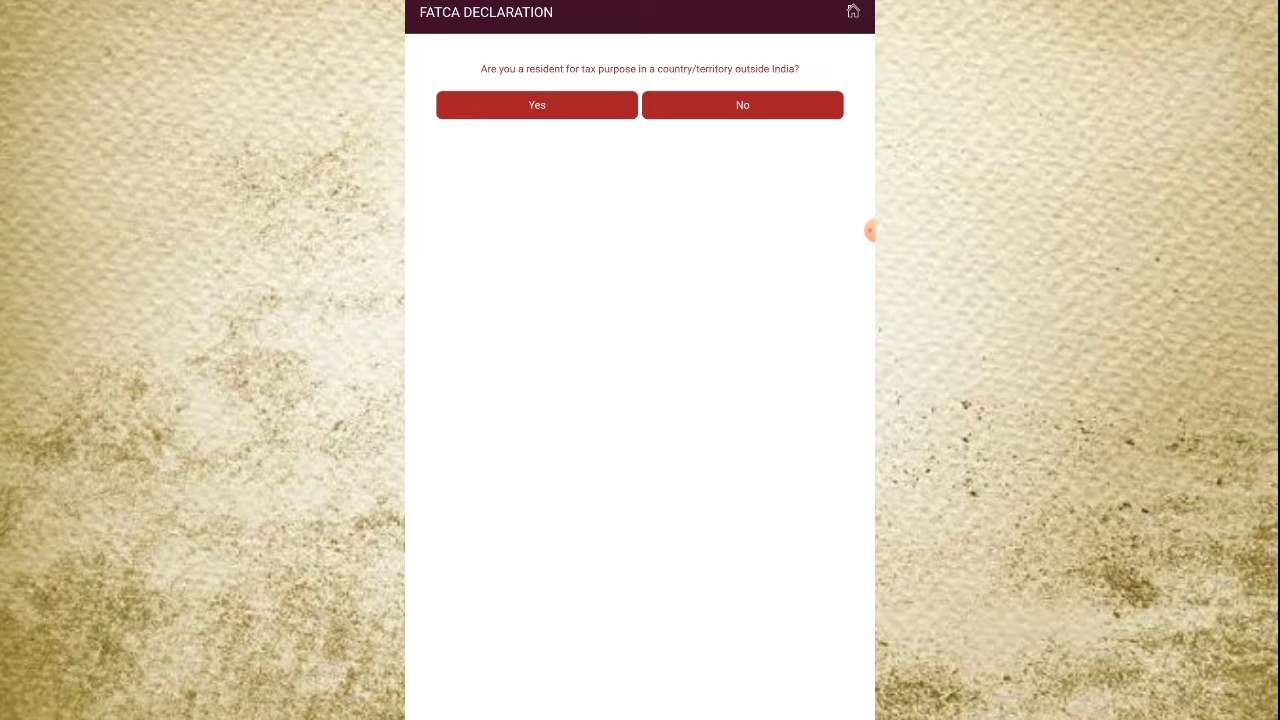 FATCA DECLARATION
Are you a resident for tax purpose in a country/territory outside India?
Yes No